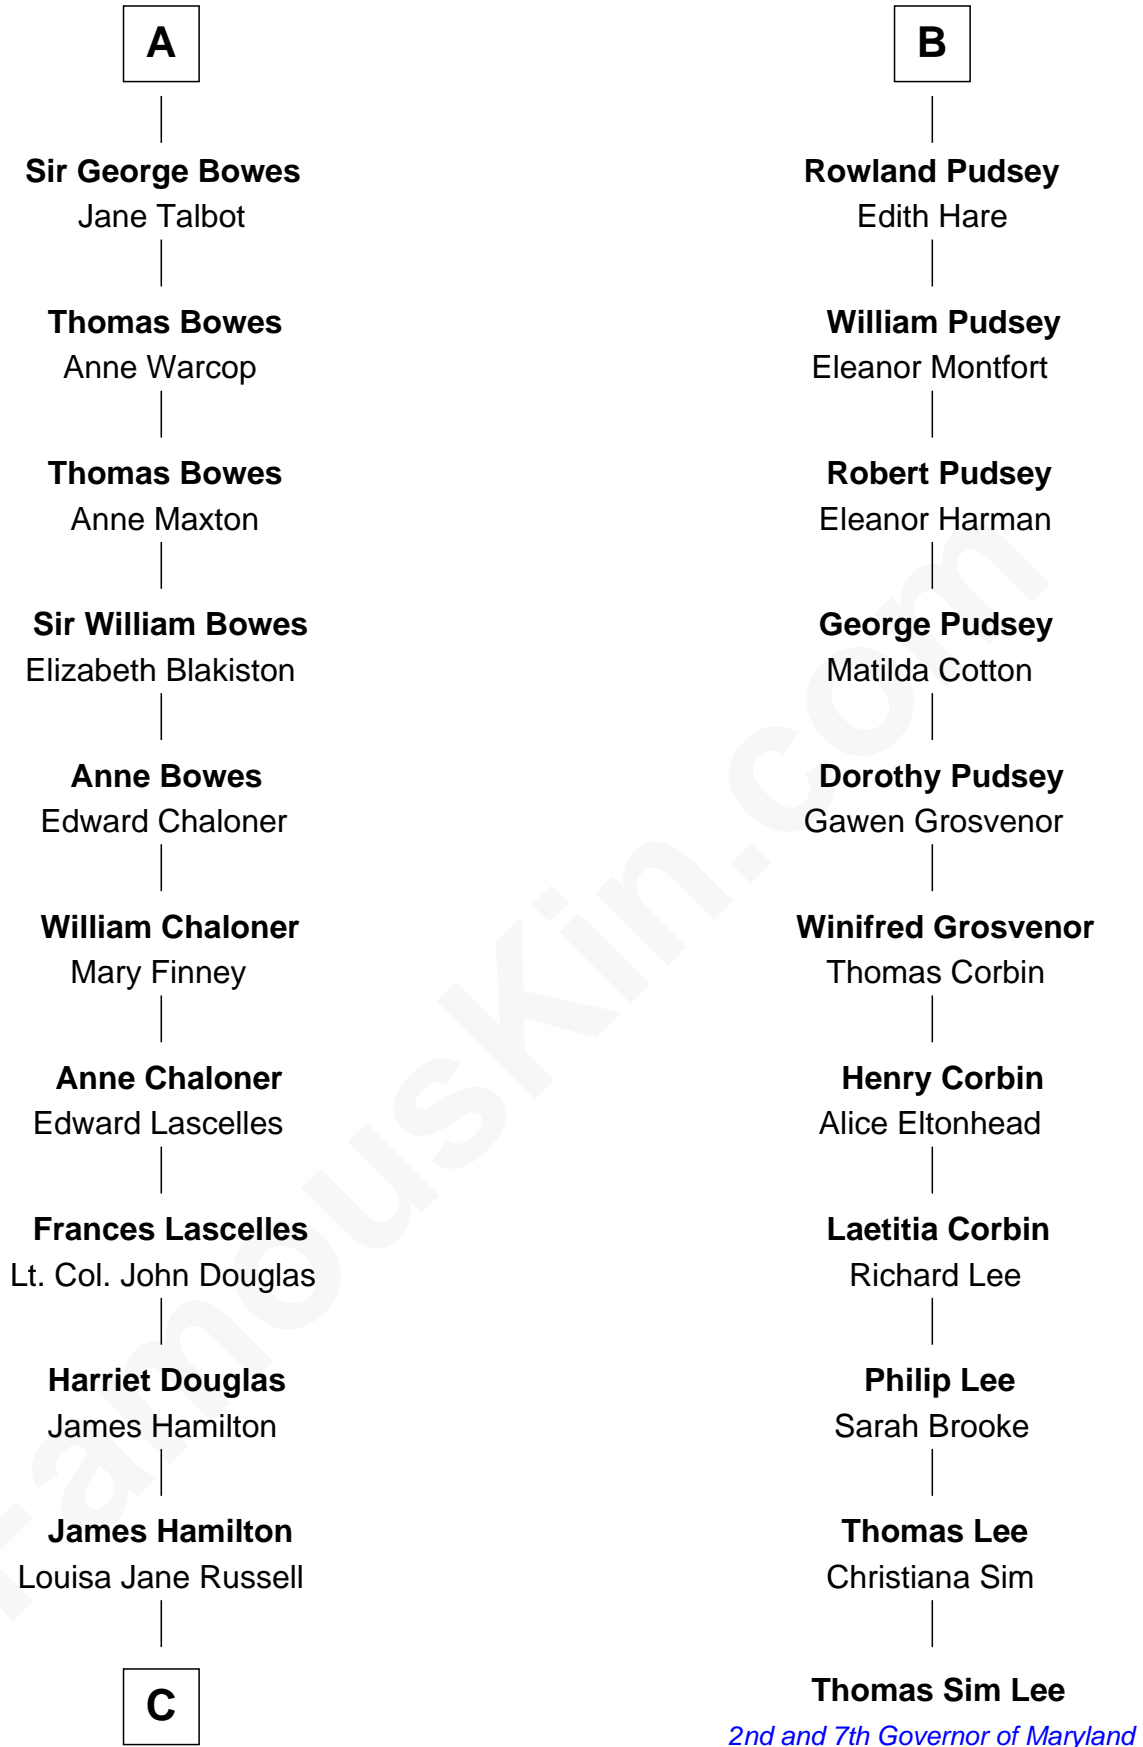 A
Sir George Bowes
Jane Talbot
Thomas Bowes
Anne Warcop
Thomas Bowes
Anne Maxton
Sir William Bowes
Elizabeth Blakiston
Anne Bowes
Edward Chaloner
William Chaloner
Mary Finney
Anne Chaloner
Edward Lascelles
Frances Lascelles
Lt. Col. John Douglas
Harriet Douglas
James Hamilton
James Hamilton
Louisa Jane Russell
C
B
Rowland Pudsey
Edith Hare
William Pudsey
Eleanor Montfort
Robert Pudsey
Eleanor Harman
George Pudsey
Matilda Cotton
Dorothy Pudsey
Gawen Grosvenor
Winifred Grosvenor
Thomas Corbin
Henry Corbin
Alice Eltonhead
Laetitia Corbin
Richard Lee
Philip Lee
Sarah Brooke
Thomas Lee
Christiana Sim
Thomas Sim Lee
2nd and 7th Governor of Maryland
FamousKin.com